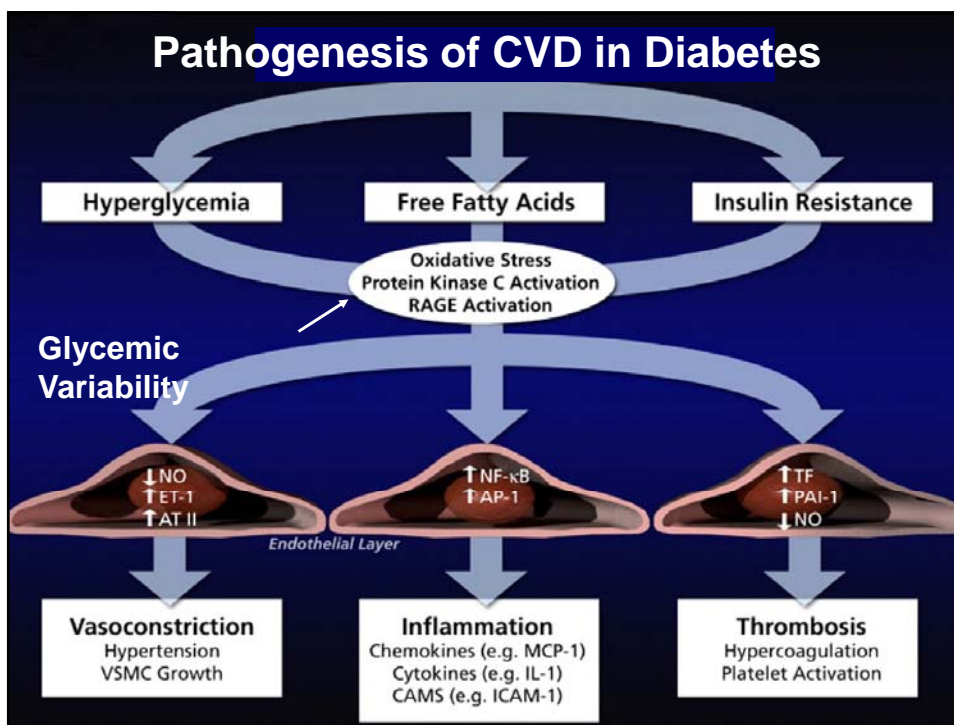 Pathogenesis of CVD in Diabetes
Hyperglycemia
Free Fatty Acids
Insulin Resistance
Oxidative Stress
Protein Kinase C Activation
RAGE Activation
Glycemic
Variability
⬇NO
⬆ET-1
⬆AT II
⬆NF-κB
⬆AP-1
⬆TF
⬆PAI-1
⬇NO
Endothelial Layer
Vasoconstriction
Hypertension
VSMC Growth
Inflammation
Chemokines (e.g. MCP-1)
Cytokines (e.g. IL-1)
CAMS (e.g. ICAM-1)
Thrombosis
Hypercoagulation
Platelet Activation